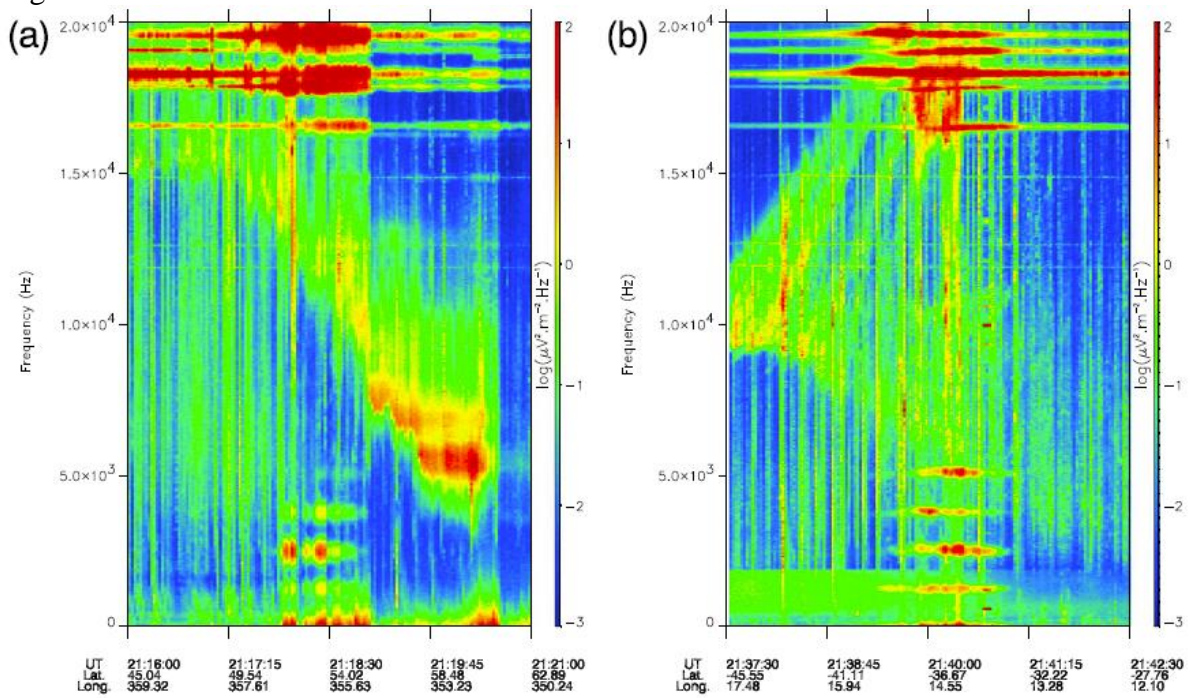 (a)
2.0×10⁴
1.5×10⁴
1.0×10⁴
5.0×10³
0
Frequency (Hz)
2
1
0
−1
−2
−3
log(μV².m⁻².Hz⁻¹)
UT 21:16:00 21:17:15 21:18:30 21:19:45 21:21:00
Lat. 45.04 49.54 54.02 58.48 62.89
Long. 359.32 357.61 355.63 353.23 350.24
(b)
2.0×10⁴
1.5×10⁴
1.0×10⁴
5.0×10³
0
Frequency (Hz)
2
1
0
−1
−2
−3
log(μV².m⁻².Hz⁻¹)
UT 21:37:30 21:38:45 21:40:00 21:41:15 21:42:30
Lat. -45.55 -41.11 -36.67 -32.22 -27.76
Long. 17.48 15.94 14.55 13.28 12.10